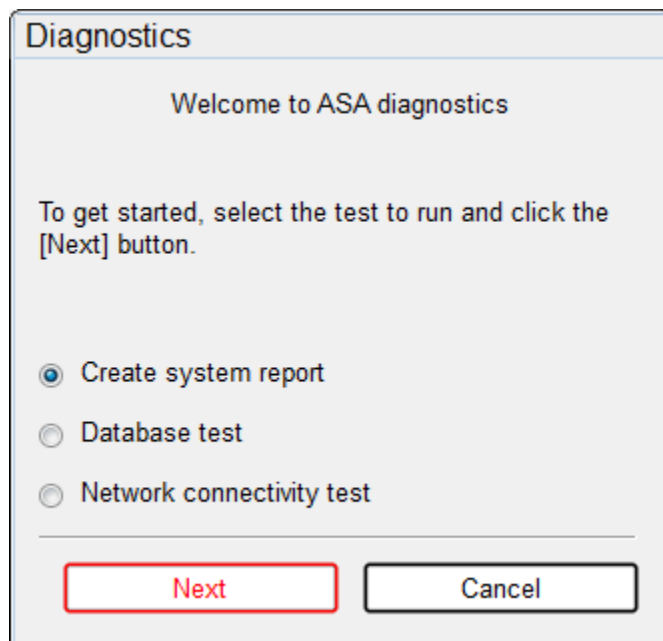 Diagnostics
Welcome to ASA diagnostics
To get started, select the test to run and click the
[Next] button.
Create system report
Database test
Network connectivity test
Next
Cancel